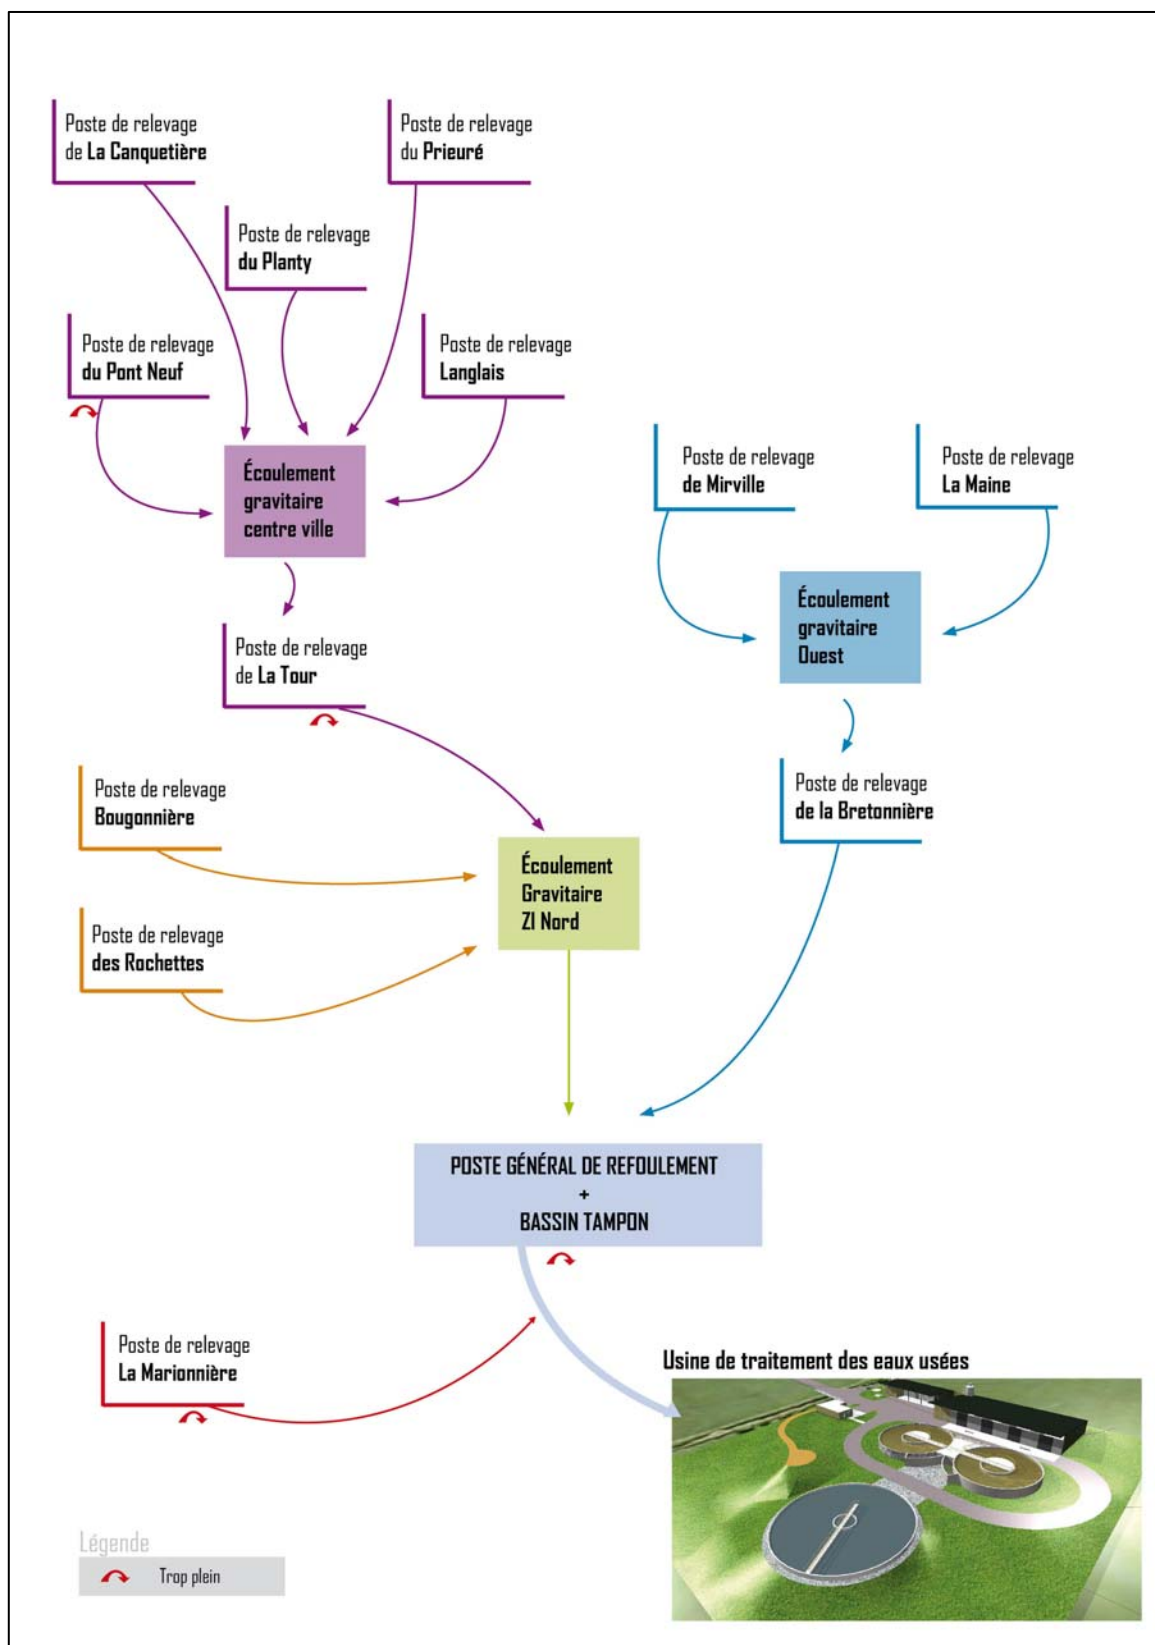 Poste de relevage
de La Canquetière
Poste de relevage
du Prieuré
Poste de relevage
du Planty
Poste de relevage
du Pont Neuf
Poste de relevage
Langlais
Écoulement
gravitaire
centre ville
Poste de relevage
de Mirville
Poste de relevage
La Maine
Écoulement
gravitaire
Ouest
Poste de relevage
de La Tour
Poste de relevage
de la Bretonnière
Poste de relevage
Bougonnière
Écoulement
Gravitaire
ZI Nord
Poste de relevage
des Rochettes
POSTE GÉNÉRAL DE REFOULEMENT
+
BASSIN TAMPON
Poste de relevage
La Marionnière
Usine de traitement des eaux usées
Légende
Trop plein